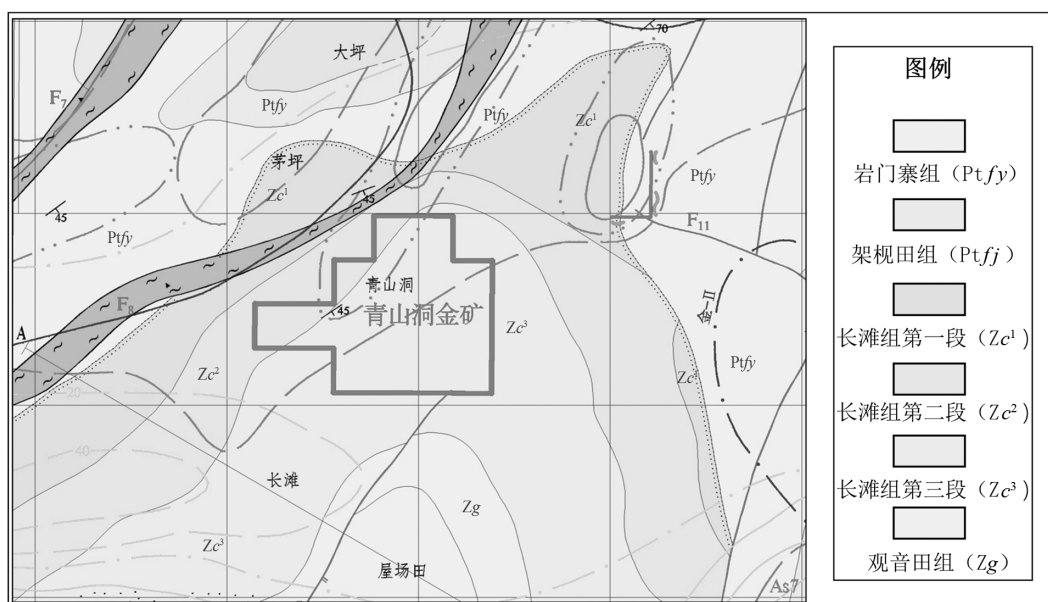 大坪
70
F7
Ptfy
Ptfy
Zc1
茅坪
Ptfy
Zc1
45
45
F11
Ptfy
青山洞
金-II
F8
45
青山洞金矿
A
Zc3
Zc2
Ptfy
Zc1
20
40
长滩
Zg
Zc3
屋场田
As7
图例
岩门寨组（Ptfy）
架枧田组（Ptfj）
长滩组第一段（Zc1）
长滩组第二段（Zc2）
长滩组第三段（Zc3）
观音田组（Zg）